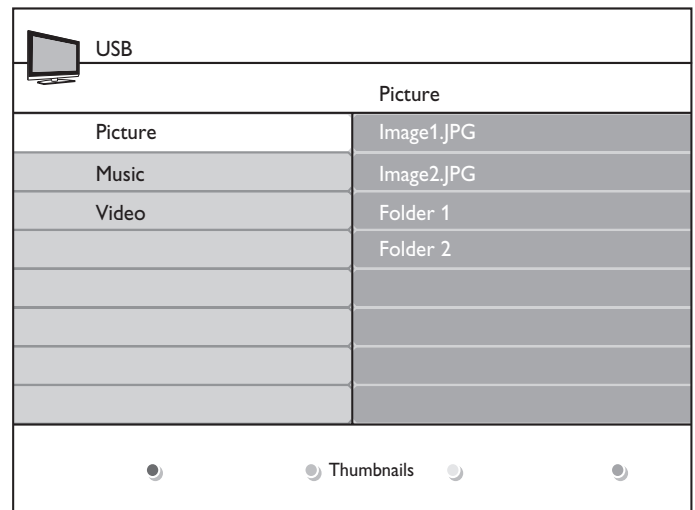 USB
Picture
Picture
Image1.JPG
Music
Image2.JPG
Video
Folder 1
Folder 2
Thumbnails